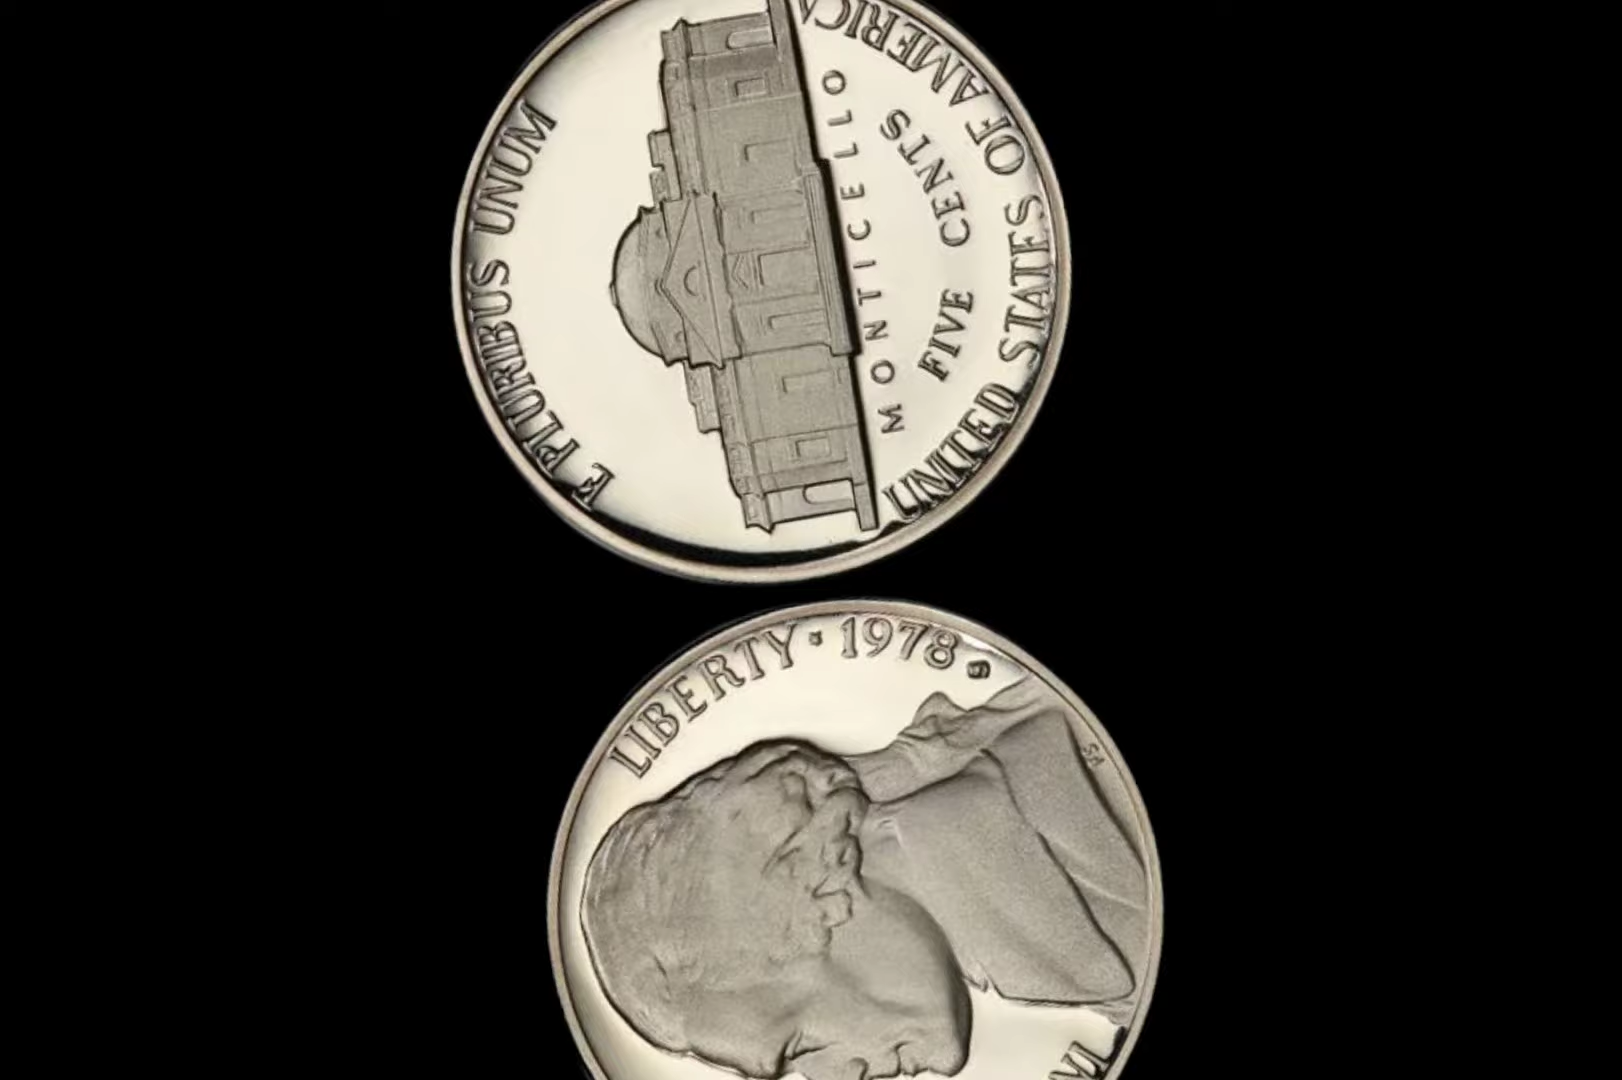 E PLURIBUS UNUM
MONTICELLO
FIVE CENTS
UNITED STATES OF AMERICA
LIBERTY · 1978 S